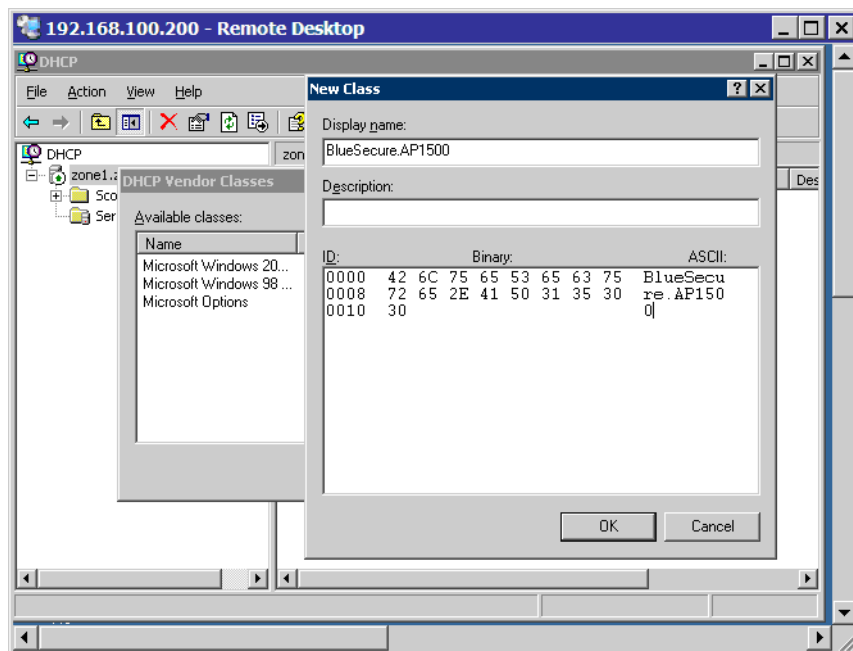 192.168.100.200 - Remote Desktop
DHCP
File Action View Help
New Class
Display name:
BlueSecure.AP1500
Description:
ID: Binary: ASCII:
0000 42 6C 75 65 53 65 63 75 BlueSecu
0008 72 65 2E 41 50 31 35 30 re.AP150
0010 30 0
OK Cancel
DHCP
zone1.z
Sco
Ser
zon
Des
DHCP Vendor Classes
Available classes:
Name
Microsoft Windows 20...
Microsoft Windows 98 ...
Microsoft Options